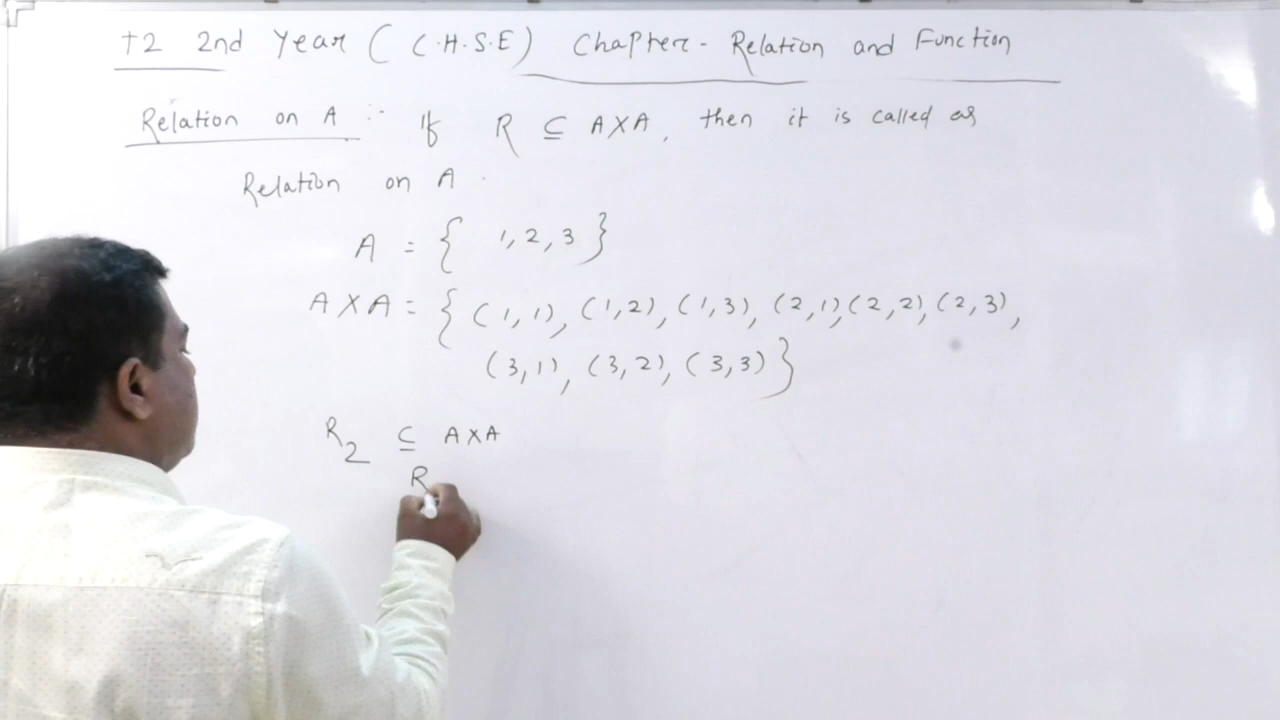 +2 2nd Year ( C.H.S.E) Chapter - Relation and Function
Relation on A :- If R ⊆ A×A, then it is called as
Relation on A.
A = { 1, 2, 3 }
A×A = { (1,1), (1,2), (1,3), (2,1), (2,2), (2,3),
(3,1), (3,2), (3,3) }
R₂ ⊆ A×A
R